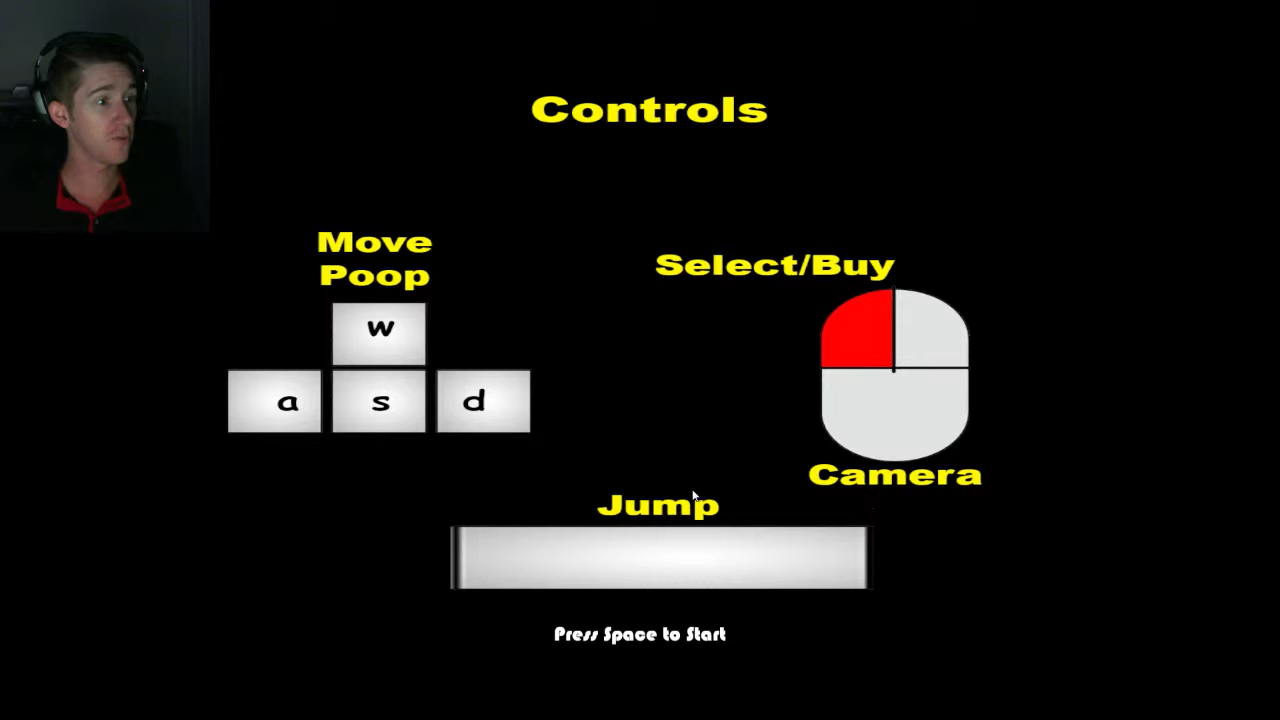 Controls
Move
Poop
Select/Buy
w
a s d
Camera
Jump
Press Space to Start